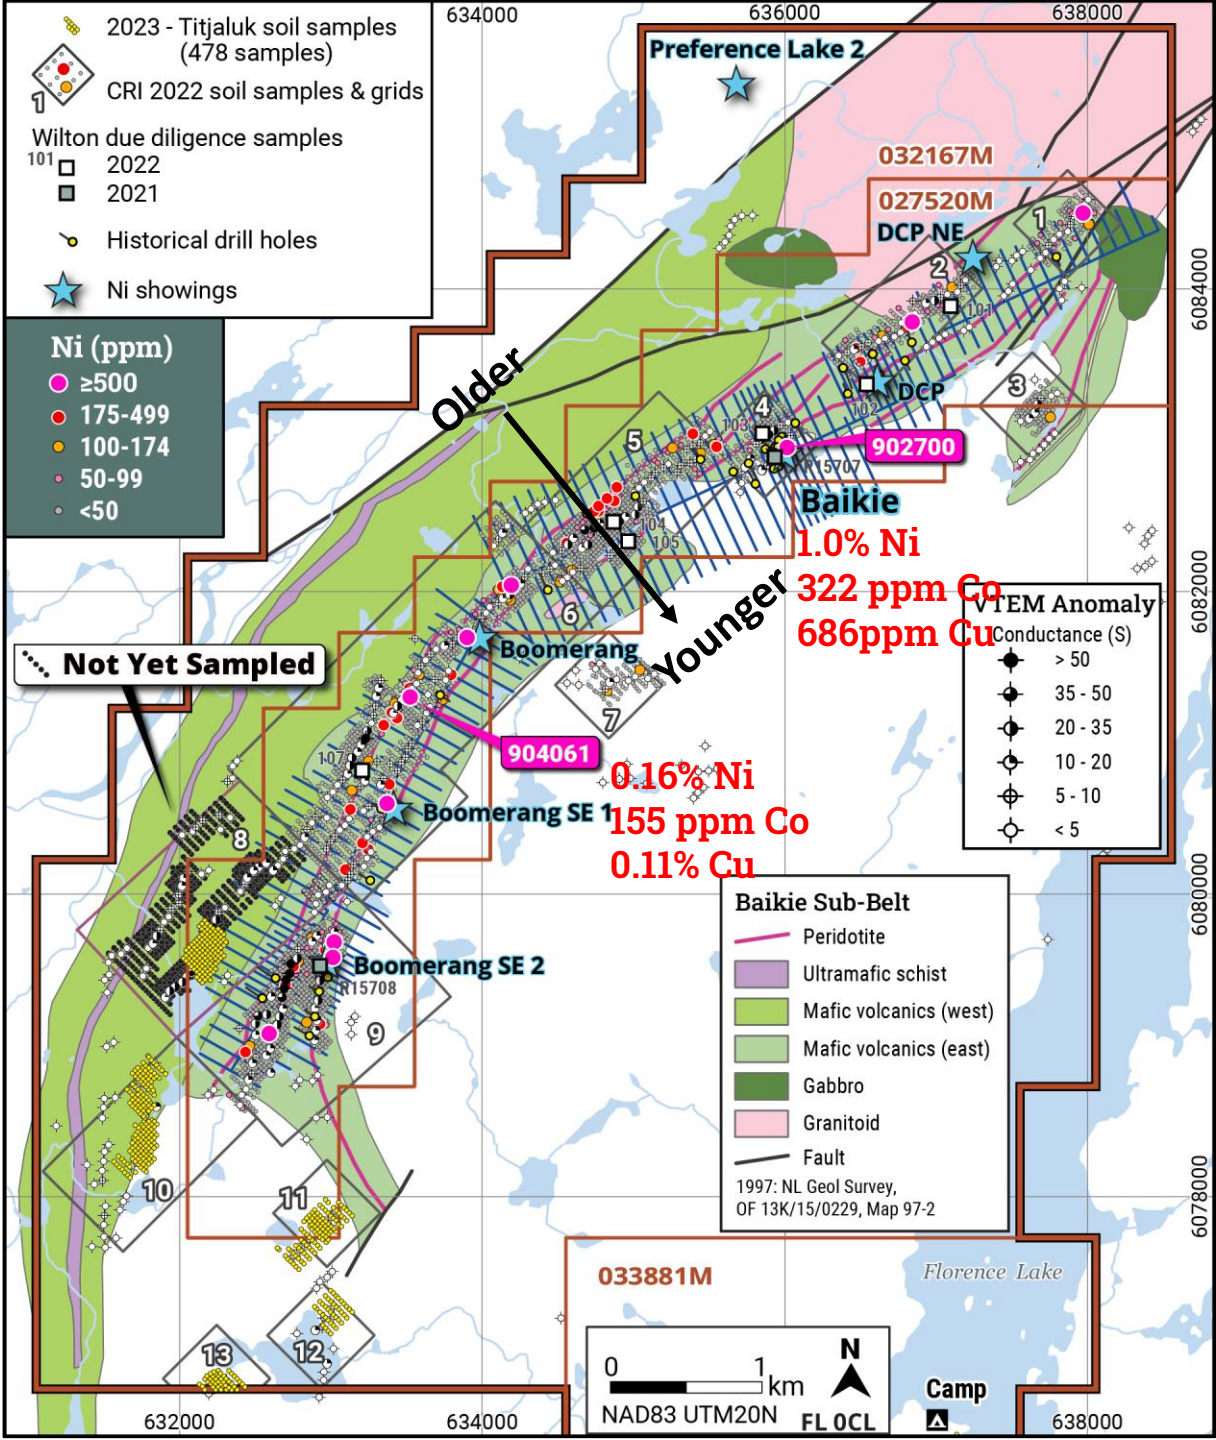 634000
636000
638000
2023 - Titjaluk soil samples
(478 samples)
1
CRI 2022 soil samples & grids
Wilton due diligence samples
101
2022
2021
Historical drill holes
Ni showings
Ni (ppm)
≥500
175-499
100-174
50-99
<50
Preference Lake 2
032167M
027520M
DCP NE
1
2
101
6084000
3
DCP
102
Older
4
103
5
902700
R15707
Baikie
1.0% Ni
322 ppm Co
686ppm Cu
104
105
6082000
6
Younger
Boomerang
7
Not Yet Sampled
VTEM Anomaly
Conductance (S)
> 50
35 - 50
20 - 35
10 - 20
5 - 10
< 5
904061
107
0.16% Ni
155 ppm Co
0.11% Cu
Boomerang SE 1
8
6080000
Boomerang SE 2
R15708
9
Baikie Sub-Belt
Peridotite
Ultramafic schist
Mafic volcanics (west)
Mafic volcanics (east)
Gabbro
Granitoid
Fault
1997: NL Geol Survey,
OF 13K/15/0229, Map 97-2
10
11
6078000
033881M
Florence Lake
12
13
0 1
km
NAD83 UTM20N
N
FL 0CL
Camp
632000
634000
638000